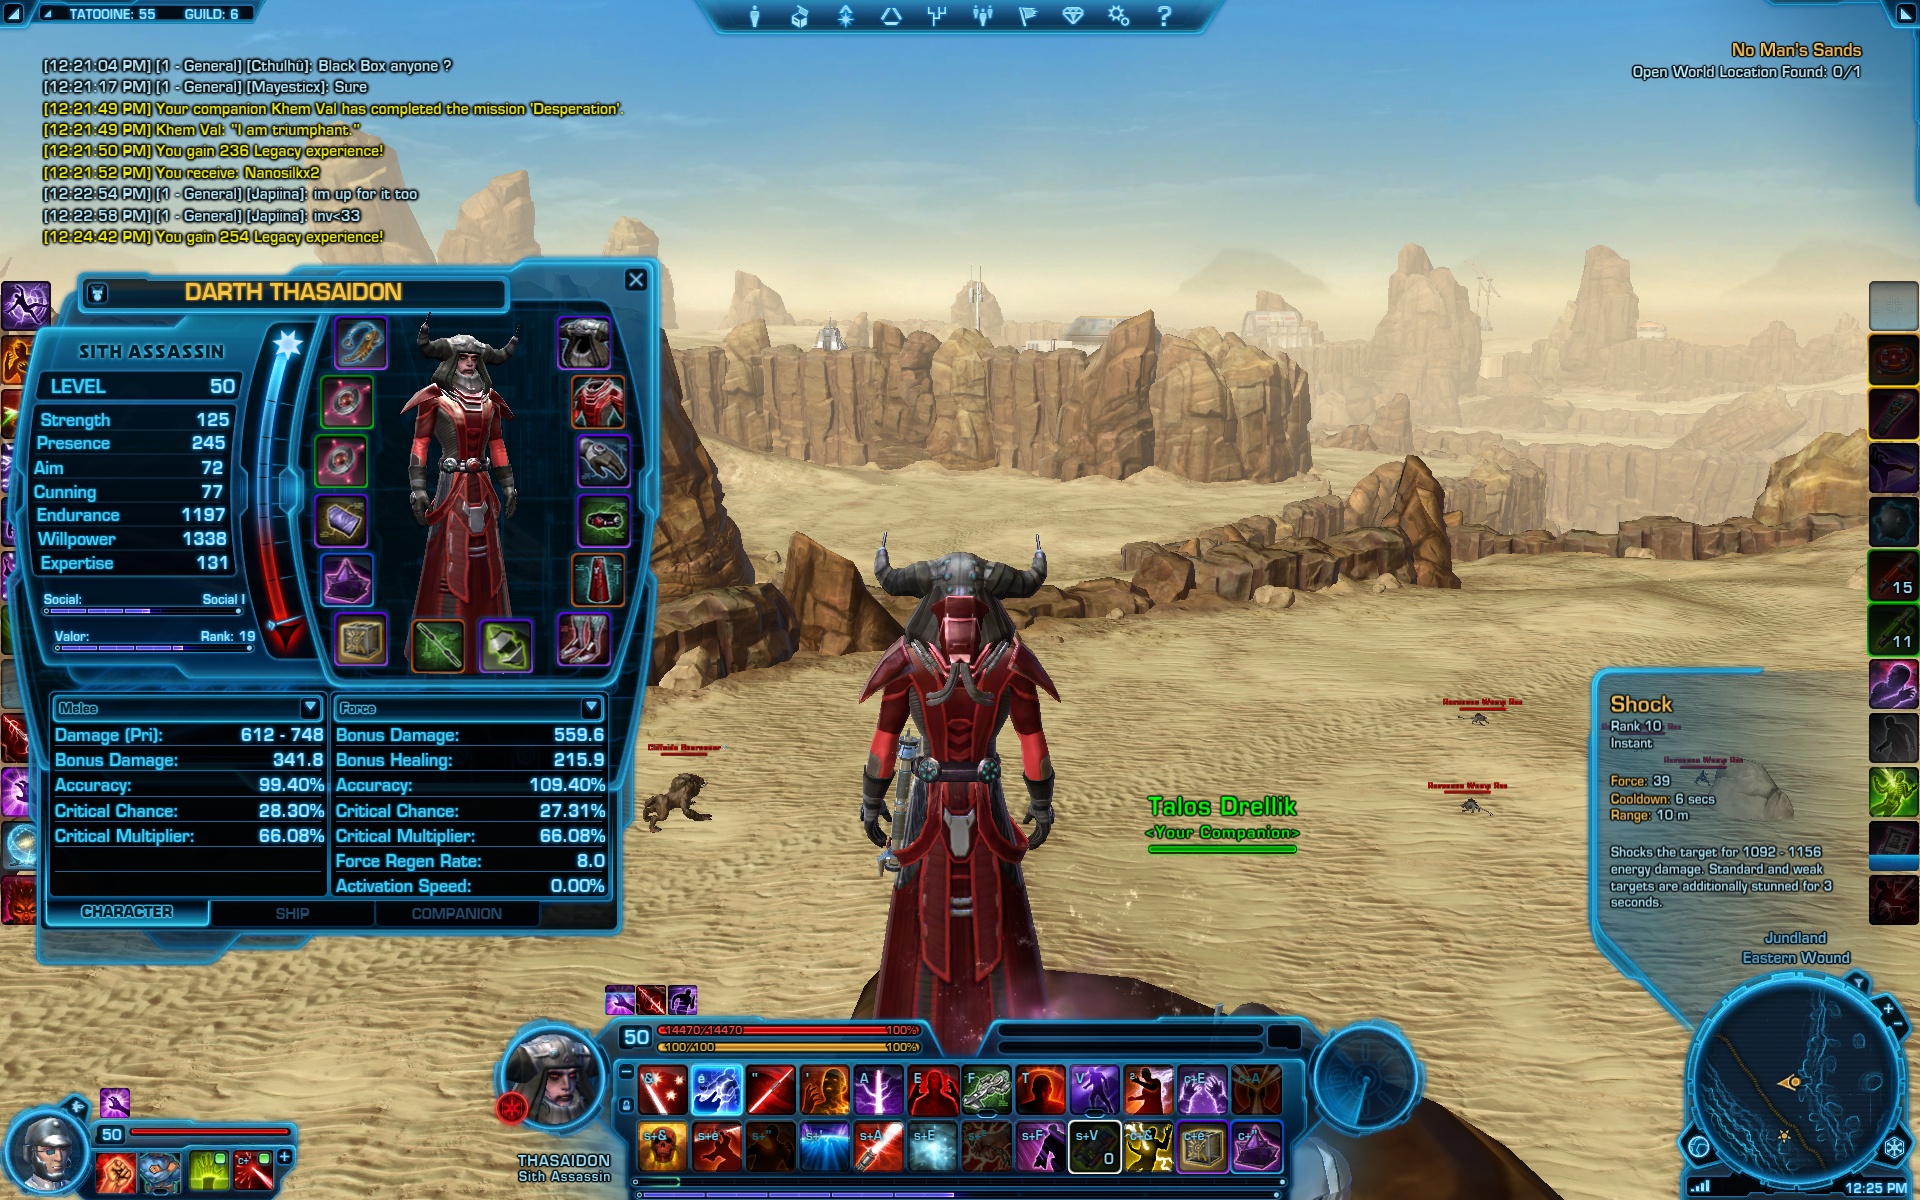 TATOOINE: 55 GUILD: 6
[12:21:04 PM] [1 - General] [Cthulhû]: Black Box anyone ?
[12:21:17 PM] [1 - General] [Mayesticx]: Sure
[12:21:49 PM] Your companion Khem Val has completed the mission 'Desperation'.
[12:21:49 PM] Khem Val: "I am triumphant."
[12:21:50 PM] You gain 236 Legacy experience!
[12:21:52 PM] You receive: Nanosilkx2
[12:22:54 PM] [1 - General] [Japiina]: im up for it too
[12:22:58 PM] [1 - General] [Japiina]: inv<33
[12:24:42 PM] You gain 254 Legacy experience!
No Man's Sands
Open World Location Found: 0/1
DARTH THASAIDON
SITH ASSASSIN
LEVEL 50
Strength 125
Presence 245
Aim 72
Cunning 77
Endurance 1197
Willpower 1338
Expertise 131
Social: Social I
Valor: Rank: 19
Melee
Damage (Pri): 612 - 748
Bonus Damage: 341.8
Accuracy: 99.40%
Critical Chance: 28.30%
Critical Multiplier: 66.08%
Force
Bonus Damage: 559.6
Bonus Healing: 215.9
Accuracy: 109.40%
Critical Chance: 27.31%
Critical Multiplier: 66.08%
Force Regen Rate: 8.0
Activation Speed: 0.00%
CHARACTER SHIP COMPANION
Talos Drellik
<Your Companion>
15
11
Shock
Rank 10
Instant
Force: 39
Cooldown: 6 secs
Range: 10 m
Shocks the target for 1092 - 1156
energy damage. Standard and weak
targets are additionally stunned for 3
seconds.
Jundland
Eastern Wound
50 14470/14470 100%
100/100 100%
& é " ' A E F T V c+E c+A
s+& s+é s+" s+' s+A s+E s+F s+V 0 c+& c+é c+"
THASAIDON
Sith Assassin
50
12:25 PM